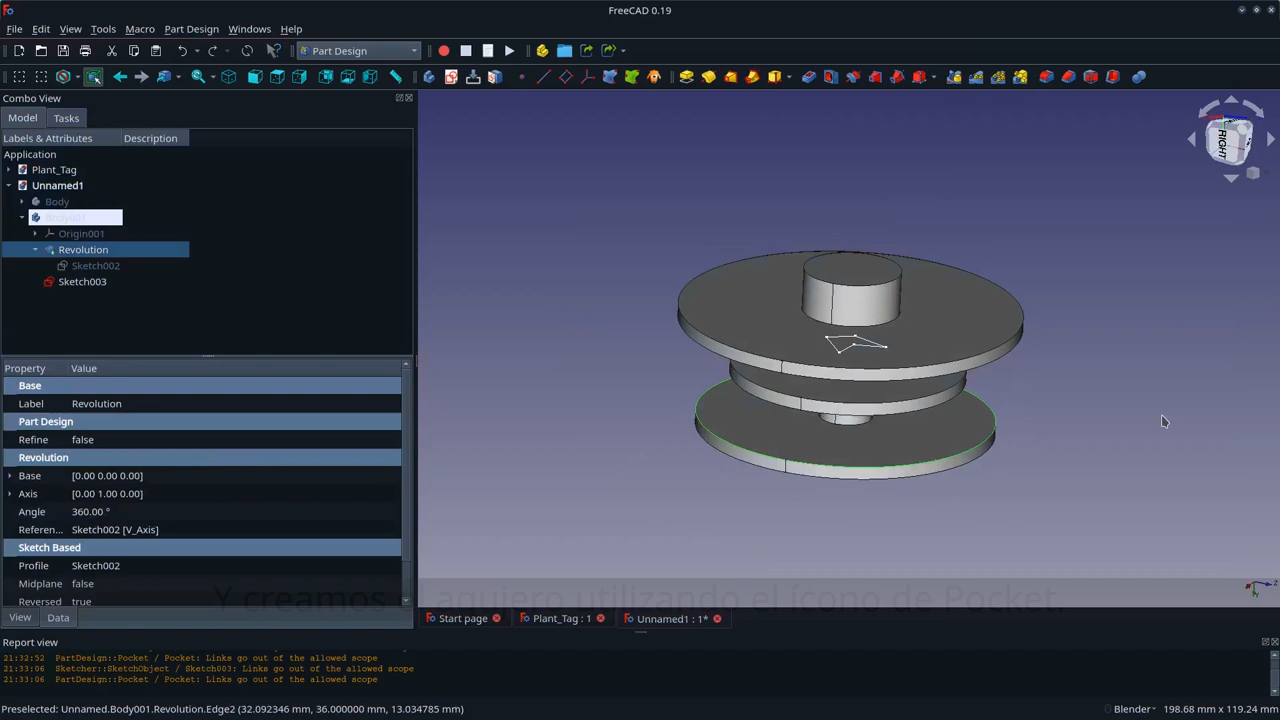 FreeCAD 0.19
File Edit View Tools Macro Part Design Windows Help
Part Design
Combo View
Model Tasks
Labels & Attributes Description
Application
Plant_Tag
Unnamed1
Body
Body001
Origin001
Revolution
Sketch002
Sketch003
RIGHT
Property Value
Base
Label Revolution
Part Design
Refine false
Revolution
Base [0.00 0.00 0.00]
Axis [0.00 1.00 0.00]
Angle 360.00 °
Referen... Sketch002 [V_Axis]
Sketch Based
Profile Sketch002
Midplane false
Reversed true
Y creamos el agujero utilizando el ícono de Pocket.
View Data
Start page Plant_Tag : 1 Unnamed1 : 1*
Report view
21:32:52 PartDesign::Pocket / Pocket: Links go out of the allowed scope
21:33:06 Sketcher::SketchObject / Sketch003: Links go out of the allowed scope
21:33:06 PartDesign::Pocket / Pocket: Links go out of the allowed scope
Preselected: Unnamed.Body001.Revolution.Edge2 (32.092346 mm, 36.000000 mm, 13.034785 mm) Blender 198.68 mm x 119.24 mm